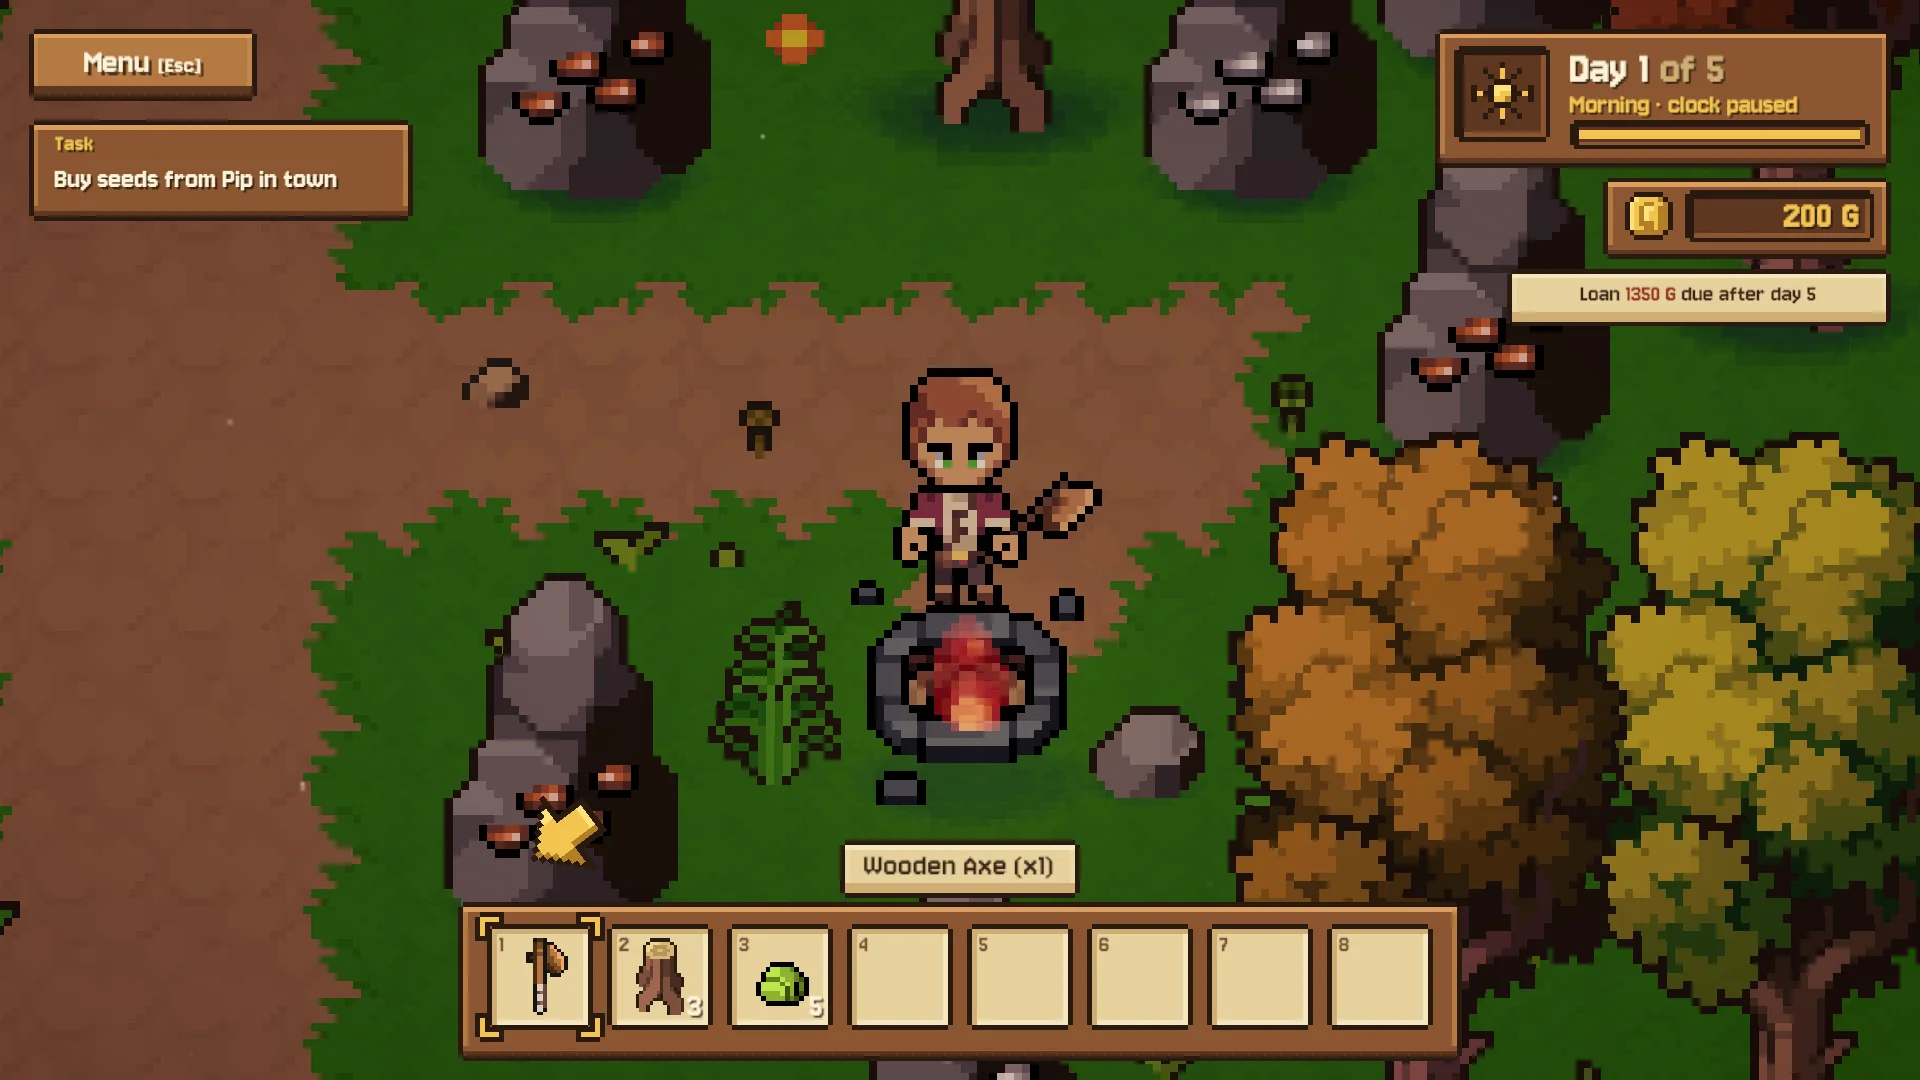 Menu [Esc]
Task
Buy seeds from Pip in town
Day 1 of 5
Morning · clock paused
200 G
Loan 1350 G due after day 5
Wooden Axe (x1)
1 2 3 4 5 6 7 8
3 5